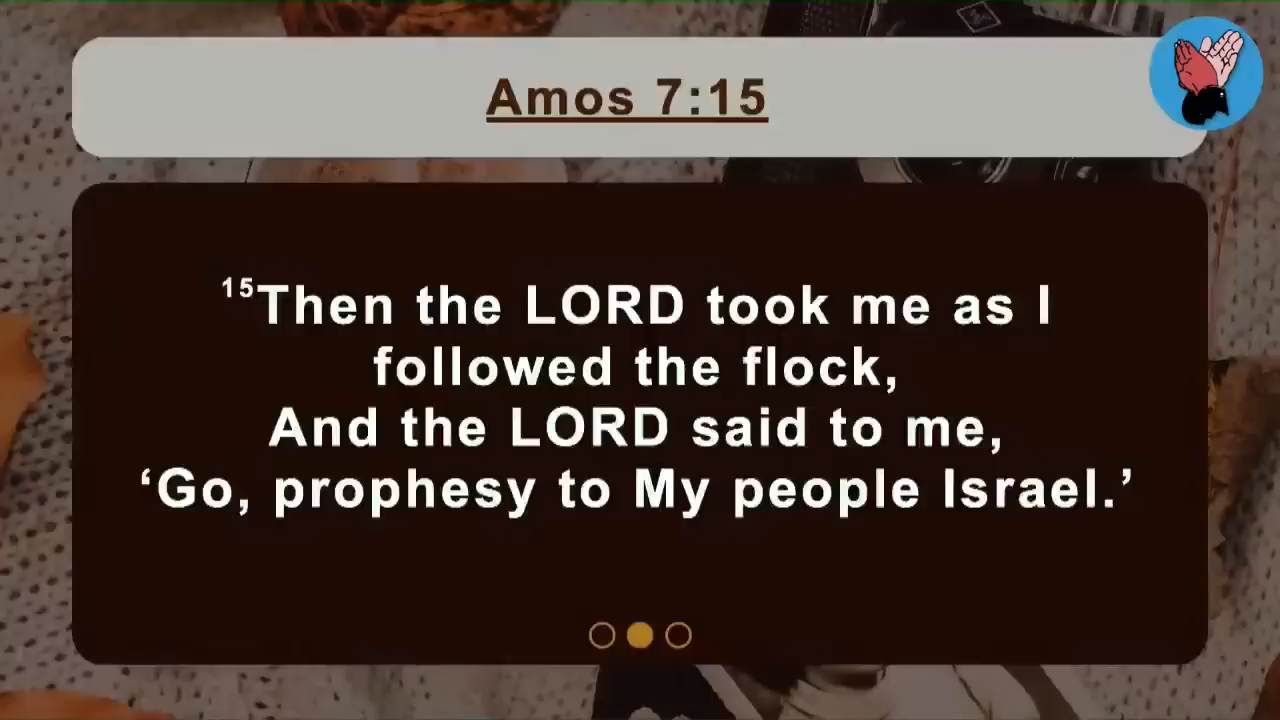 Amos 7:15
¹⁵Then the LORD took me as I
followed the flock,
And the LORD said to me,
‘Go, prophesy to My people Israel.’